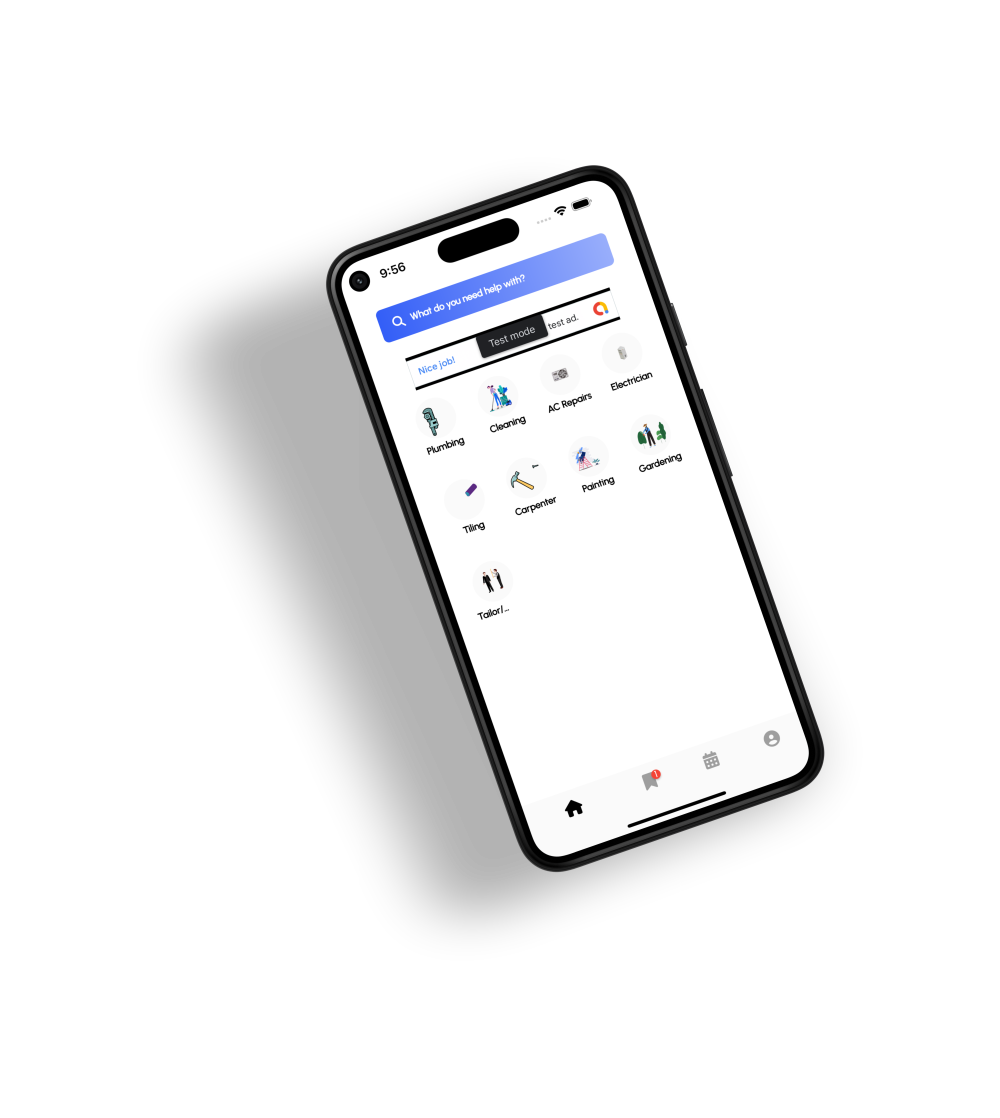 9:56
What do you need help with?
Nice job!
Test mode
test ad.
Plumbing
Cleaning
AC Repairs
Electrician
Tiling
Carpenter
Painting
Gardening
Tailor/...
1